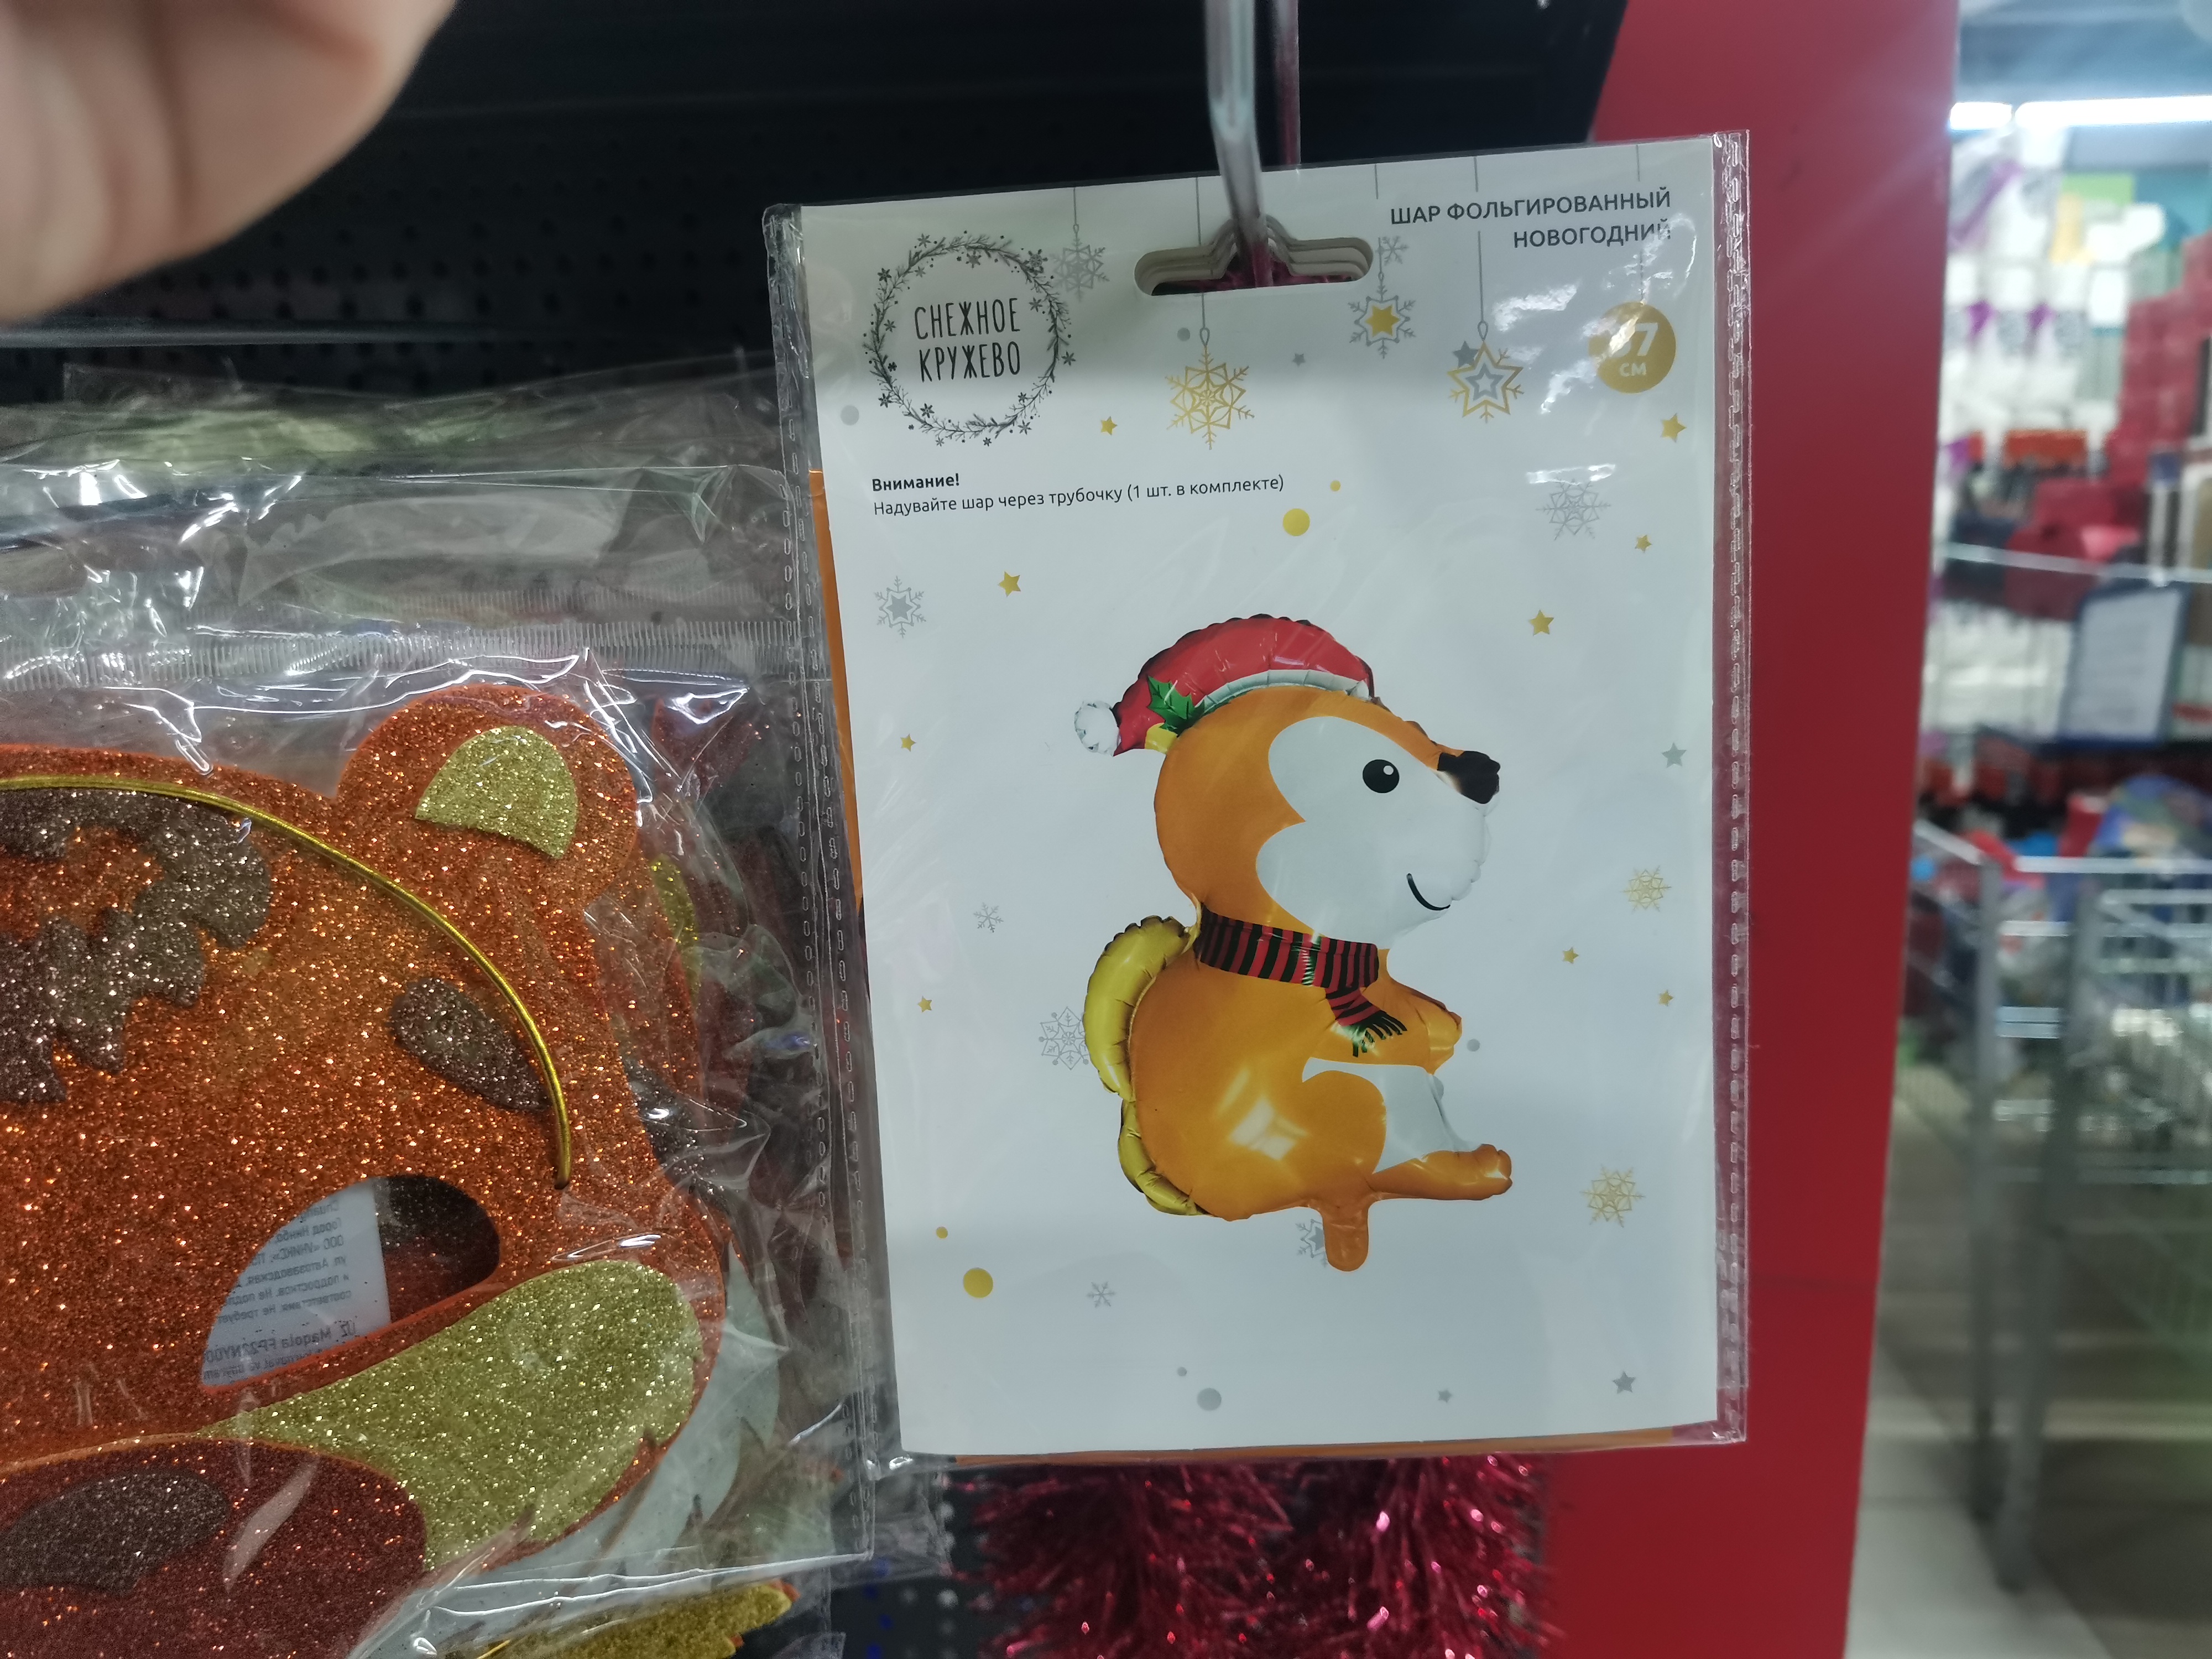 ШАР ФОЛЬГИРОВАННЫЙ
НОВОГОДНИЙ
СНЕЖНОЕ
КРУЖЕВО
СМ
Внимание!
Надувайте шар через трубочку (1 шт. в комплекте)